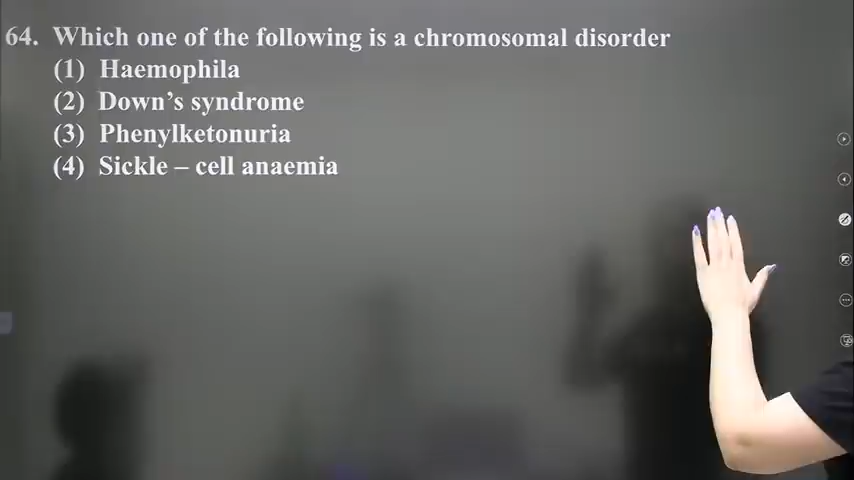 64. Which one of the following is a chromosomal disorder
(1) Haemophila
(2) Down's syndrome
(3) Phenylketonuria
(4) Sickle – cell anaemia